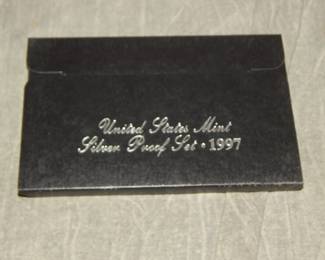 United States Mint
Silver Proof Set • 1997